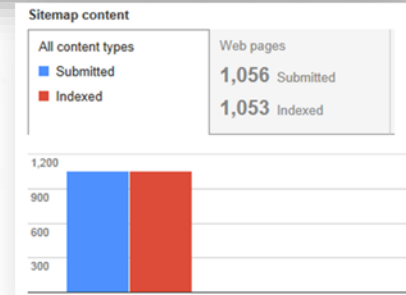 Sitemap content
All content types
Submitted
Indexed
Web pages
1,056 Submitted
1,053 Indexed
1,200
900
600
300